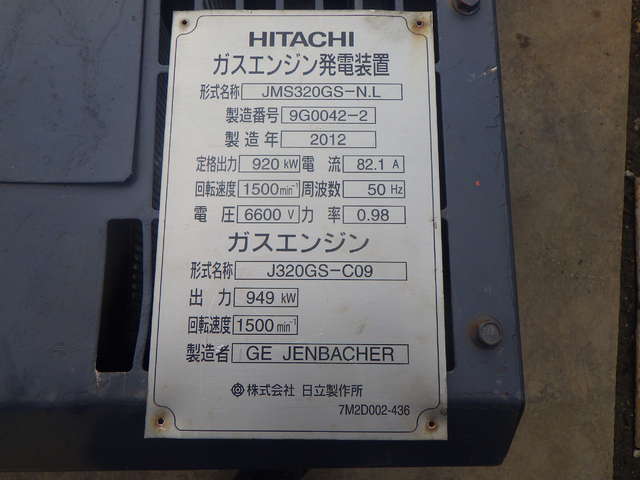 HITACHI
ガスエンジン発電装置
形式名称 JMS320GS-N.L
製造番号 9G0042-2
製造年 2012
定格出力 920 kW 電流 82.1 A
回転速度 1500 min⁻¹ 周波数 50 Hz
電圧 6600 V 力率 0.98
ガスエンジン
形式名称 J320GS-C09
出力 949 kW
回転速度 1500 min⁻¹
製造者 GE JENBACHER
株式会社 日立製作所
7M2D002-436